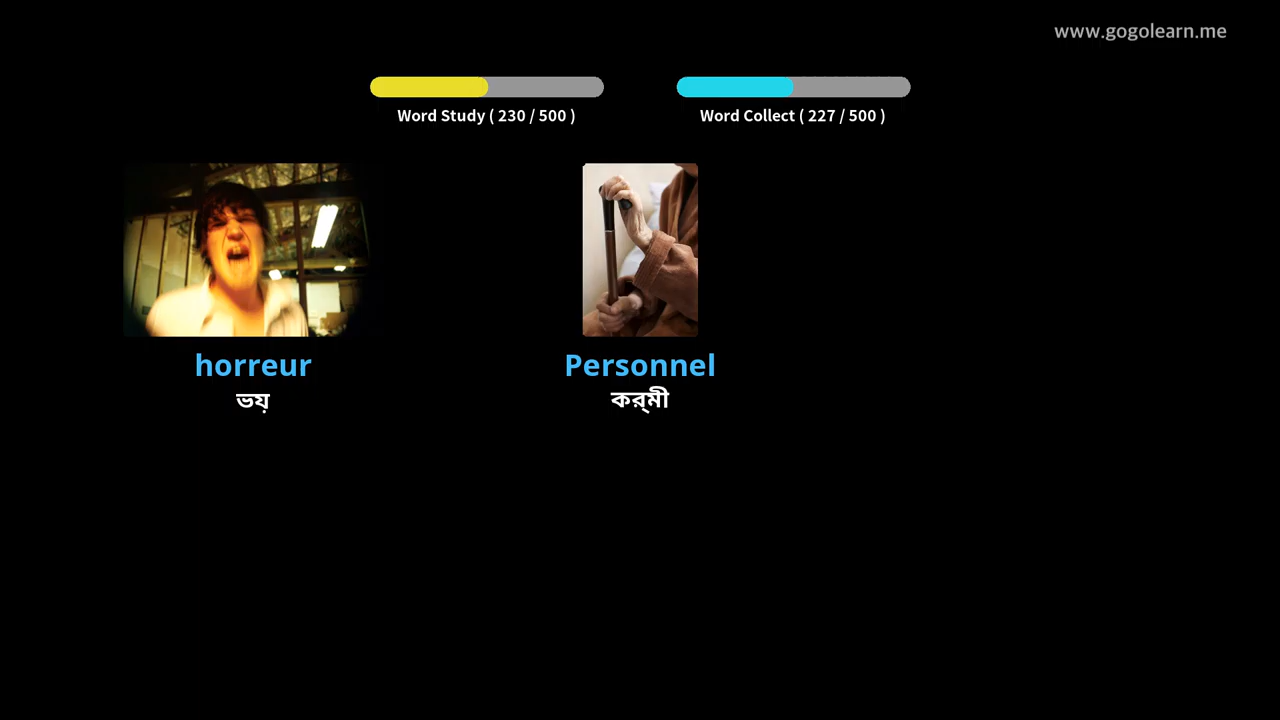 www.gogolearn.me
Word Study ( 230 / 500 )
Word Collect ( 227 / 500 )
horreur
ভয়
Personnel
কর্মী